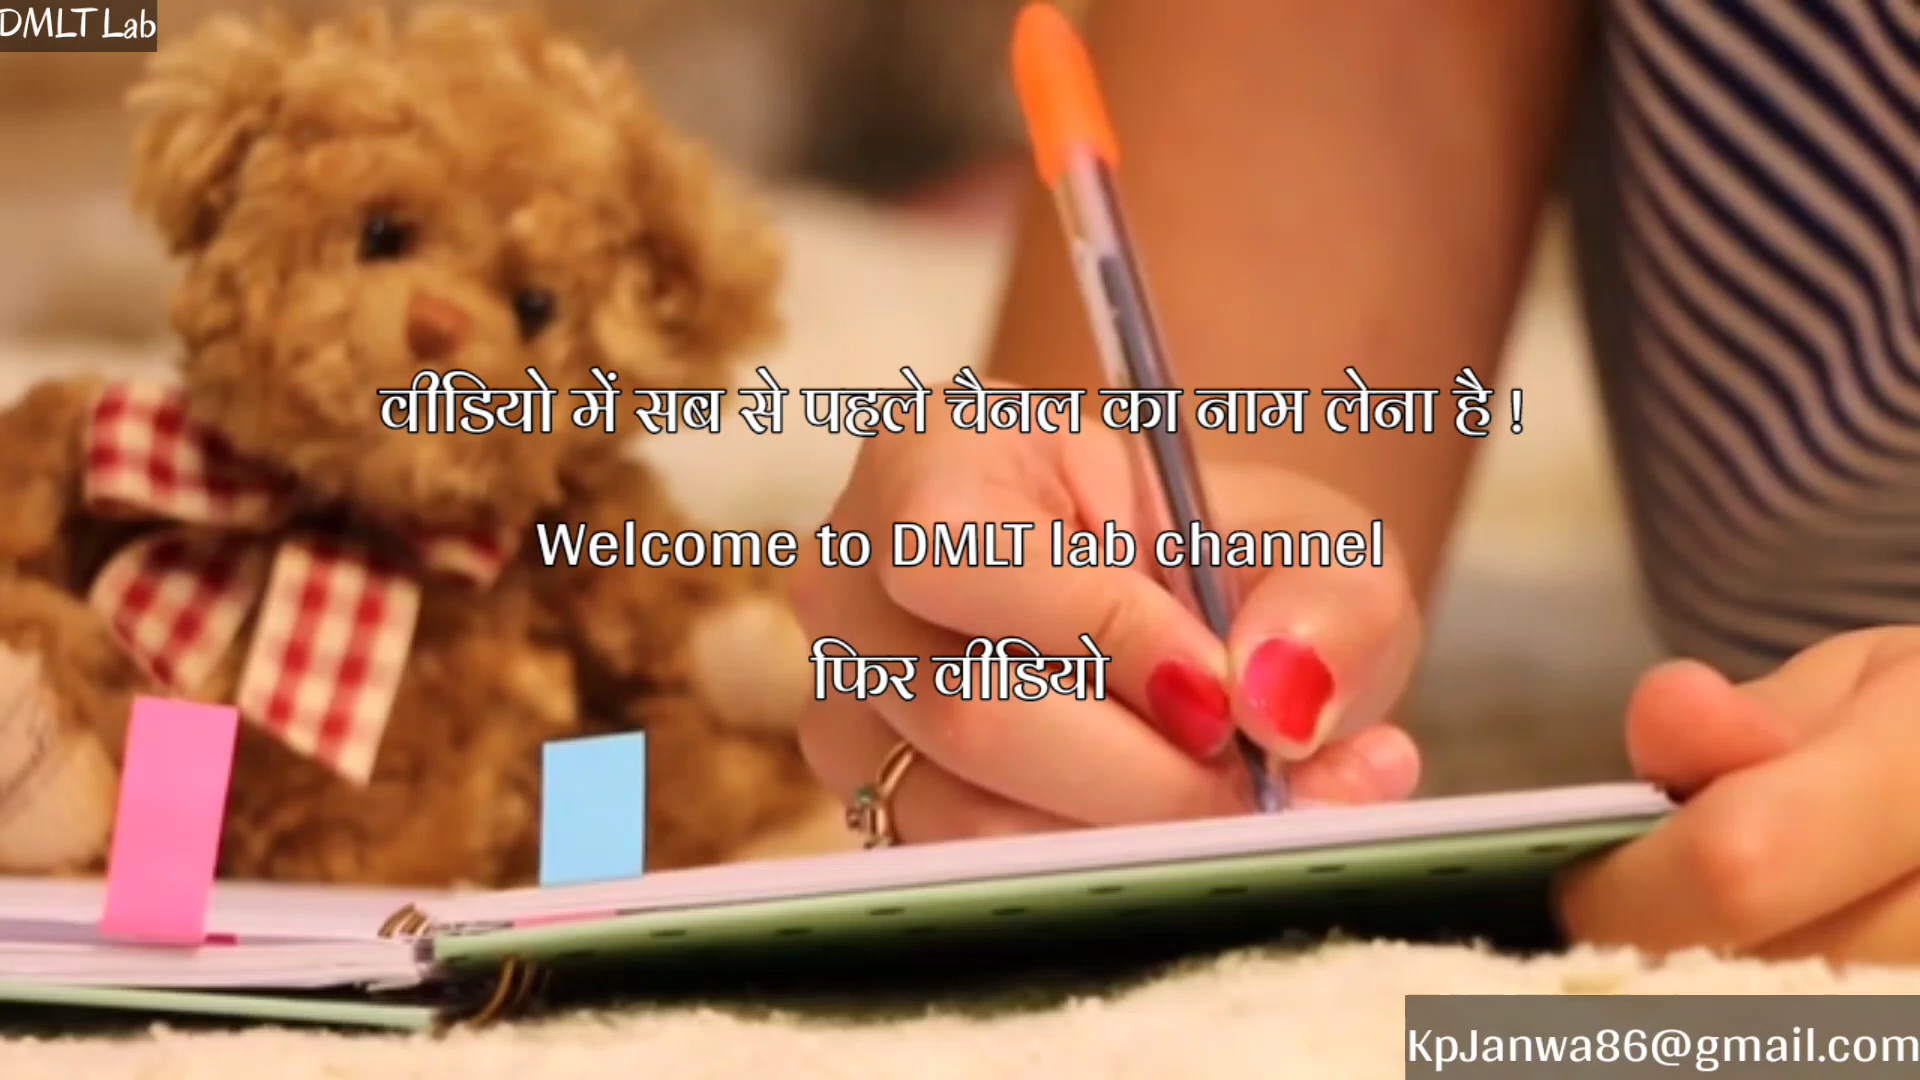 DMLT Lab
वीडियो में सब से पहले चैनल का नाम लेना है !
Welcome to DMLT lab channel
फिर वीडियो
KpJanwa86@gmail.com